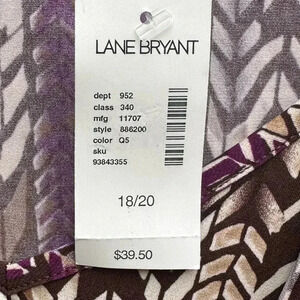 LANE BRYANT
dept 952
class 340
mfg 11707
style 886200
color Q5
sku
93843355
18/20
$39.50